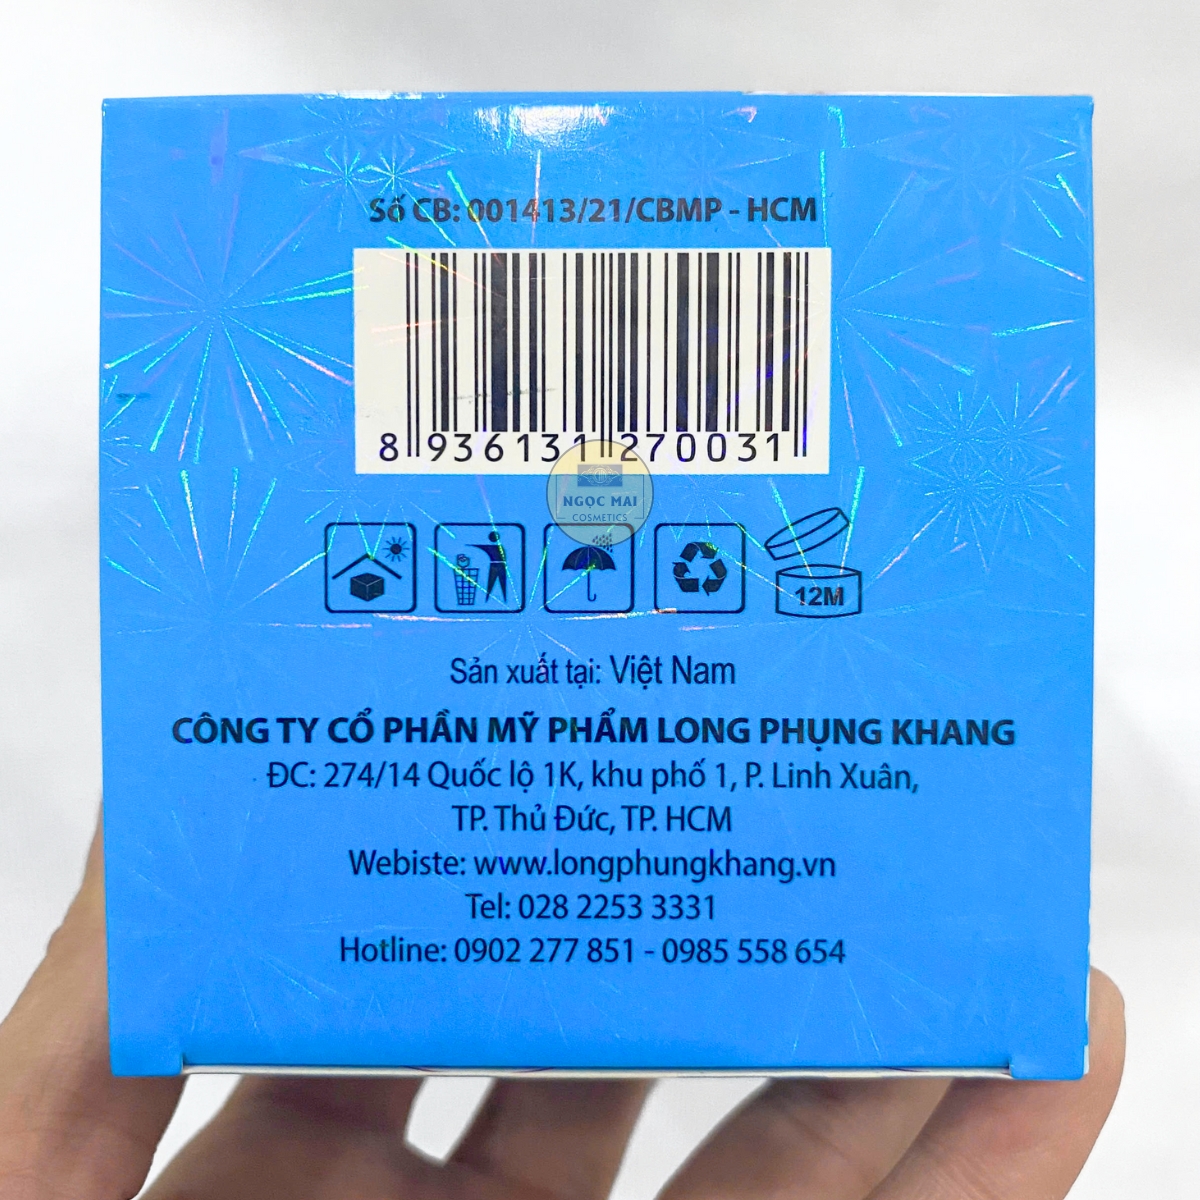 Số CB: 001413/21/CBMP - HCM
8 936131 270031
NGỌC MAI
COSMETICS
12M
Sản xuất tại: Việt Nam
CÔNG TY CỔ PHẦN MỸ PHẨM LONG PHỤNG KHANG
ĐC: 274/14 Quốc lộ 1K, khu phố 1, P. Linh Xuân,
TP. Thủ Đức, TP. HCM
Webiste: www.longphungkhang.vn
Tel: 028 2253 3331
Hotline: 0902 277 851 - 0985 558 654